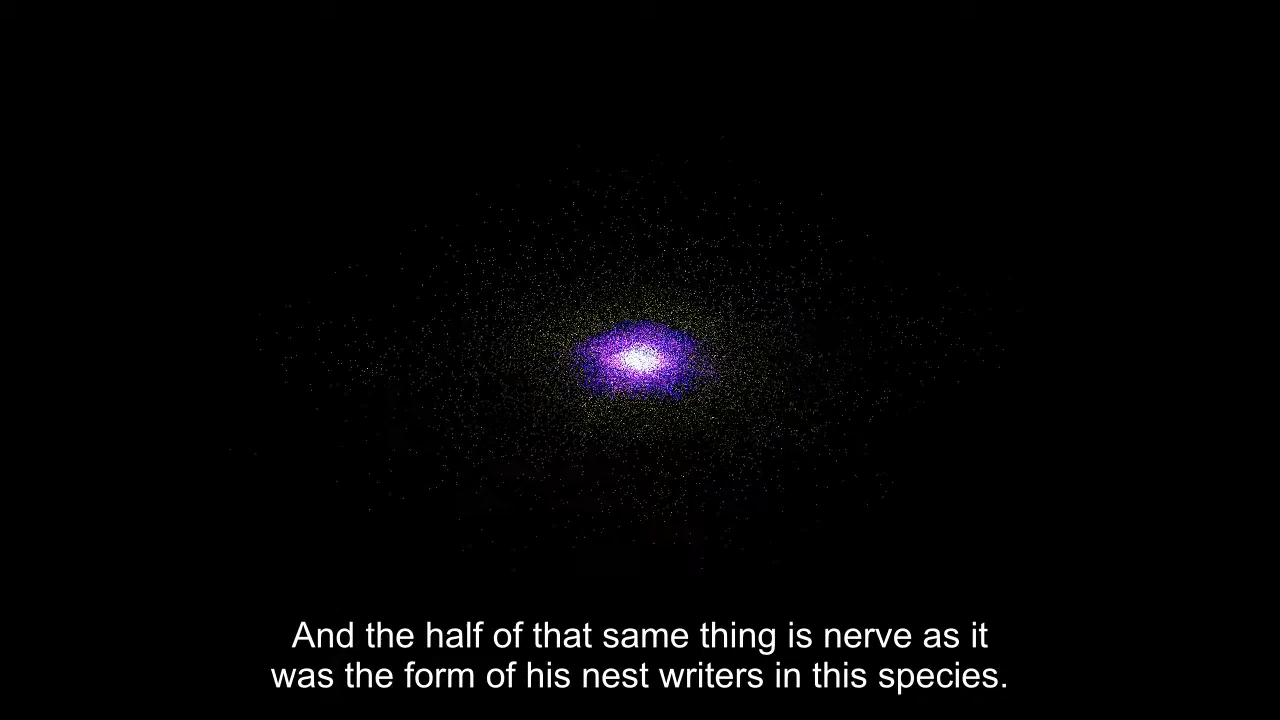 And the half of that same thing is nerve as it
was the form of his nest writers in this species.